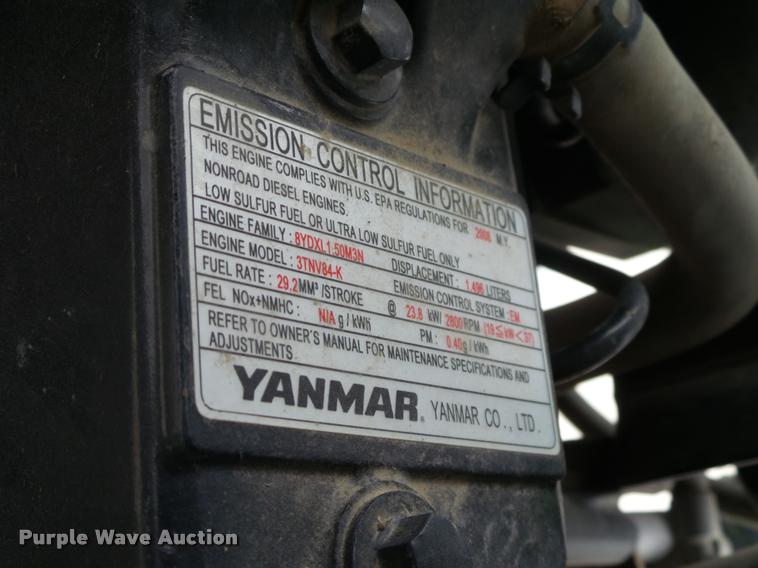 EMISSION CONTROL INFORMATION
THIS ENGINE COMPLIES WITH U.S. EPA REGULATIONS FOR 2008 M.Y.
NONROAD DIESEL ENGINES.
LOW SULFUR FUEL OR ULTRA LOW SULFUR FUEL ONLY
ENGINE FAMILY : 8YDXL1.50M3N DISPLACEMENT : 1.496 LITERS
ENGINE MODEL : 3TNV84-K EMISSION CONTROL SYSTEM : EM
FUEL RATE : 29.2MM³ /STROKE @ 23.8 kW/ 2800RPM (19≦kW<37)
FEL NOx+NMHC : N/A g / kWh PM : 0.40g / kWh
REFER TO OWNER'S MANUAL FOR MAINTENANCE SPECIFICATIONS AND
ADJUSTMENTS.
YANMAR® YANMAR CO., LTD.
Purple Wave Auction